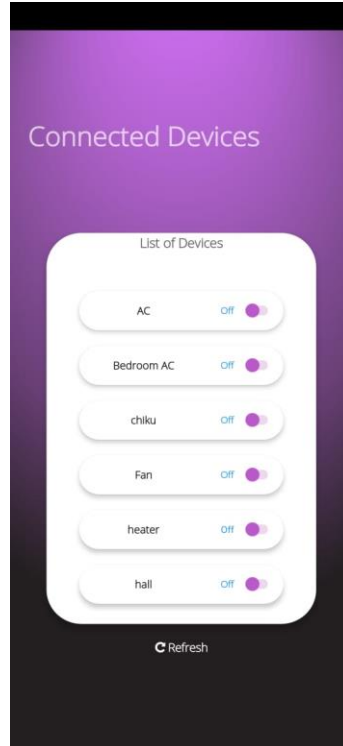 Connected Devices
List of Devices
AC Off
Bedroom AC Off
chiku Off
Fan Off
heater Off
hall Off
Refresh